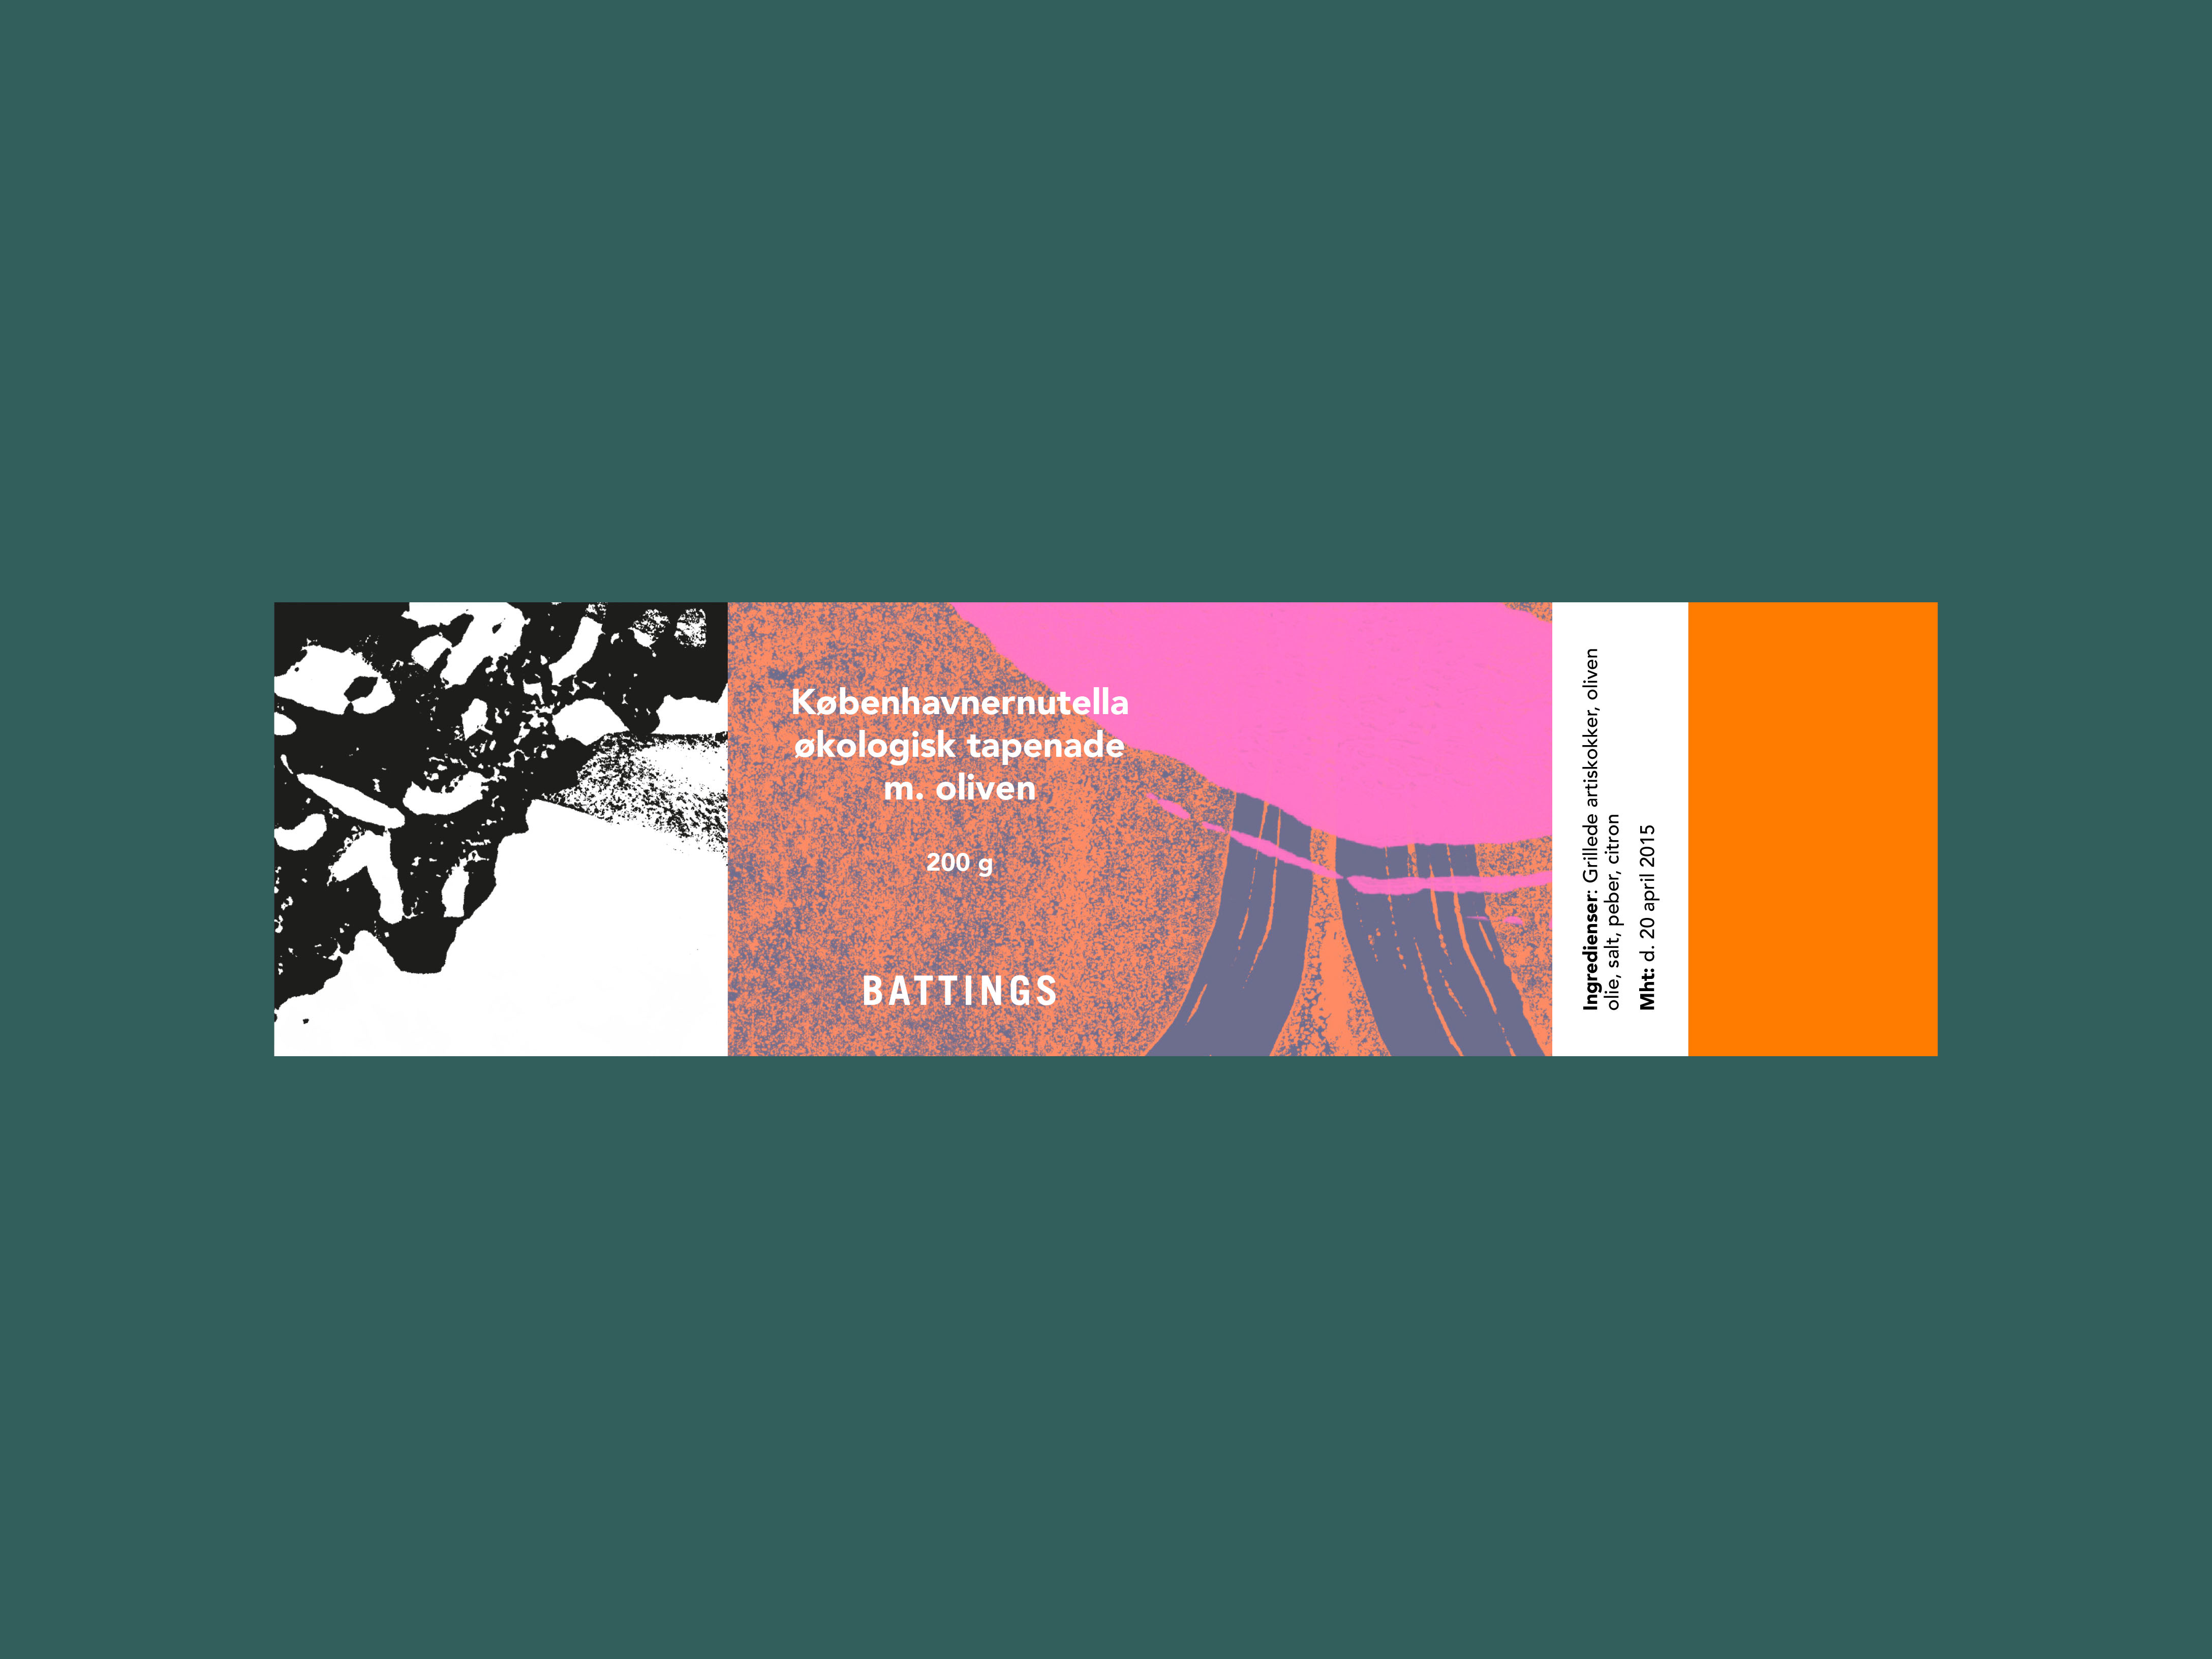 Københavnernutella
økologisk tapenade
m. oliven
200 g
BATTINGS
Ingredienser: Grillede artiskokker, oliven
olie, salt, peber, citron
Mht: d. 20 april 2015